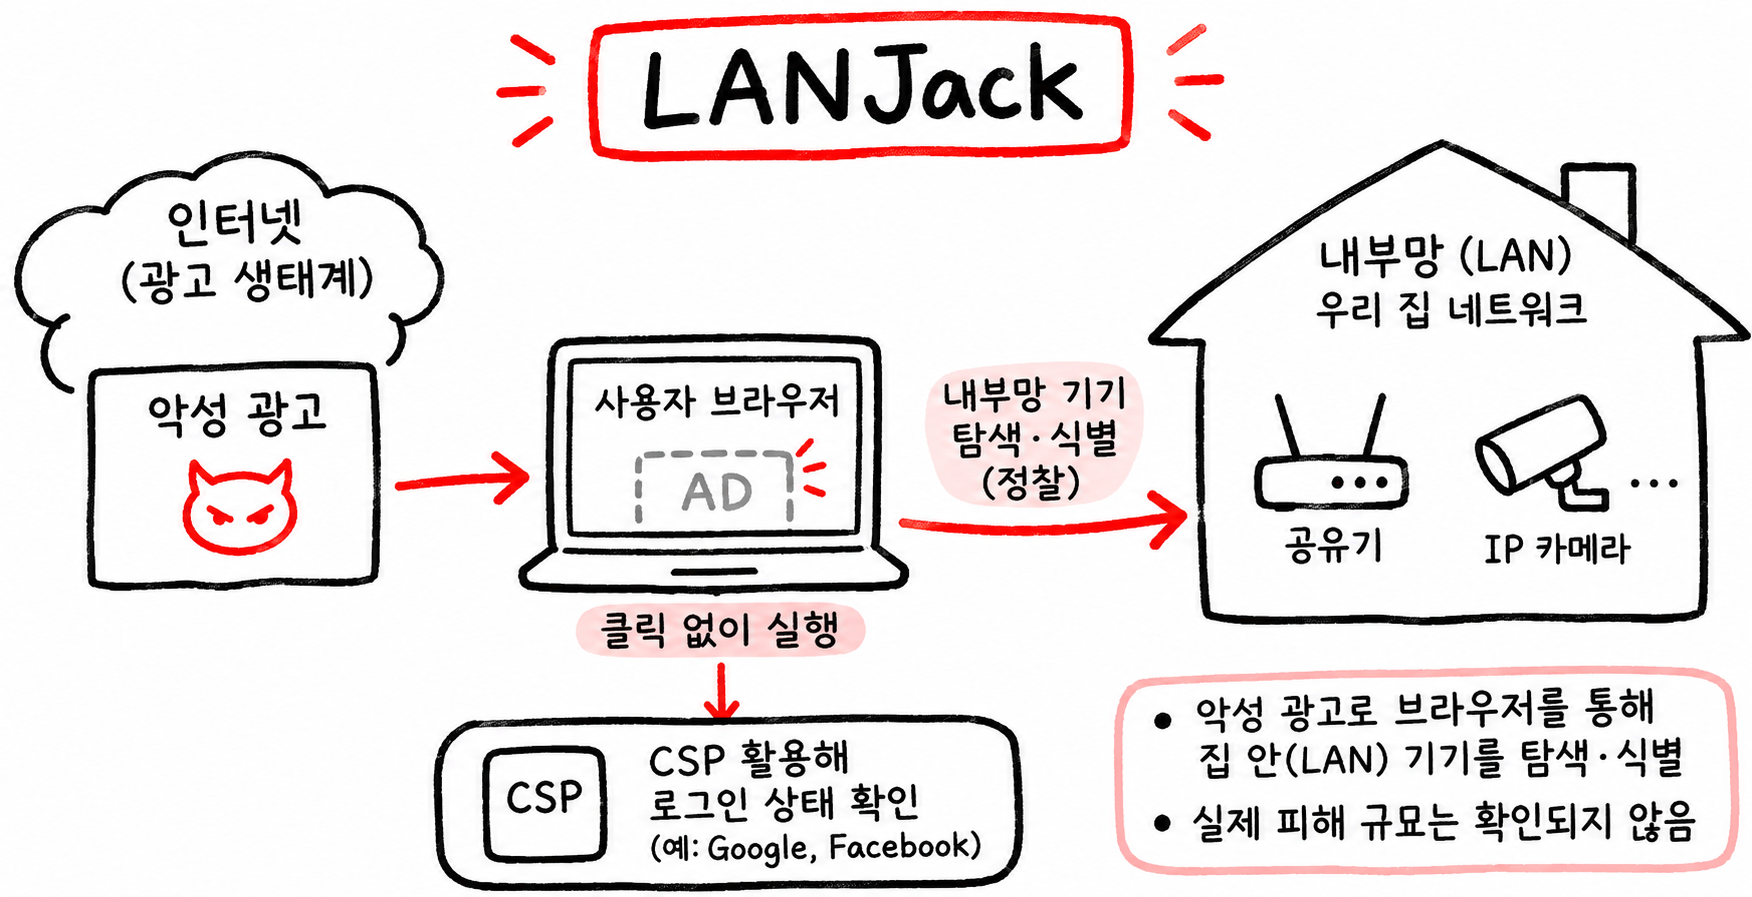 LANJack
인터넷
(광고 생태계)
악성 광고
사용자 브라우저
AD
클릭 없이 실행
내부망 기기
탐색·식별
(정찰)
내부망 (LAN)
우리 집 네트워크
공유기
IP 카메라
...
CSP
CSP 활용해
로그인 상태 확인
(예: Google, Facebook)
• 악성 광고로 브라우저를 통해
집 안(LAN) 기기를 탐색·식별
• 실제 피해 규모는 확인되지 않음